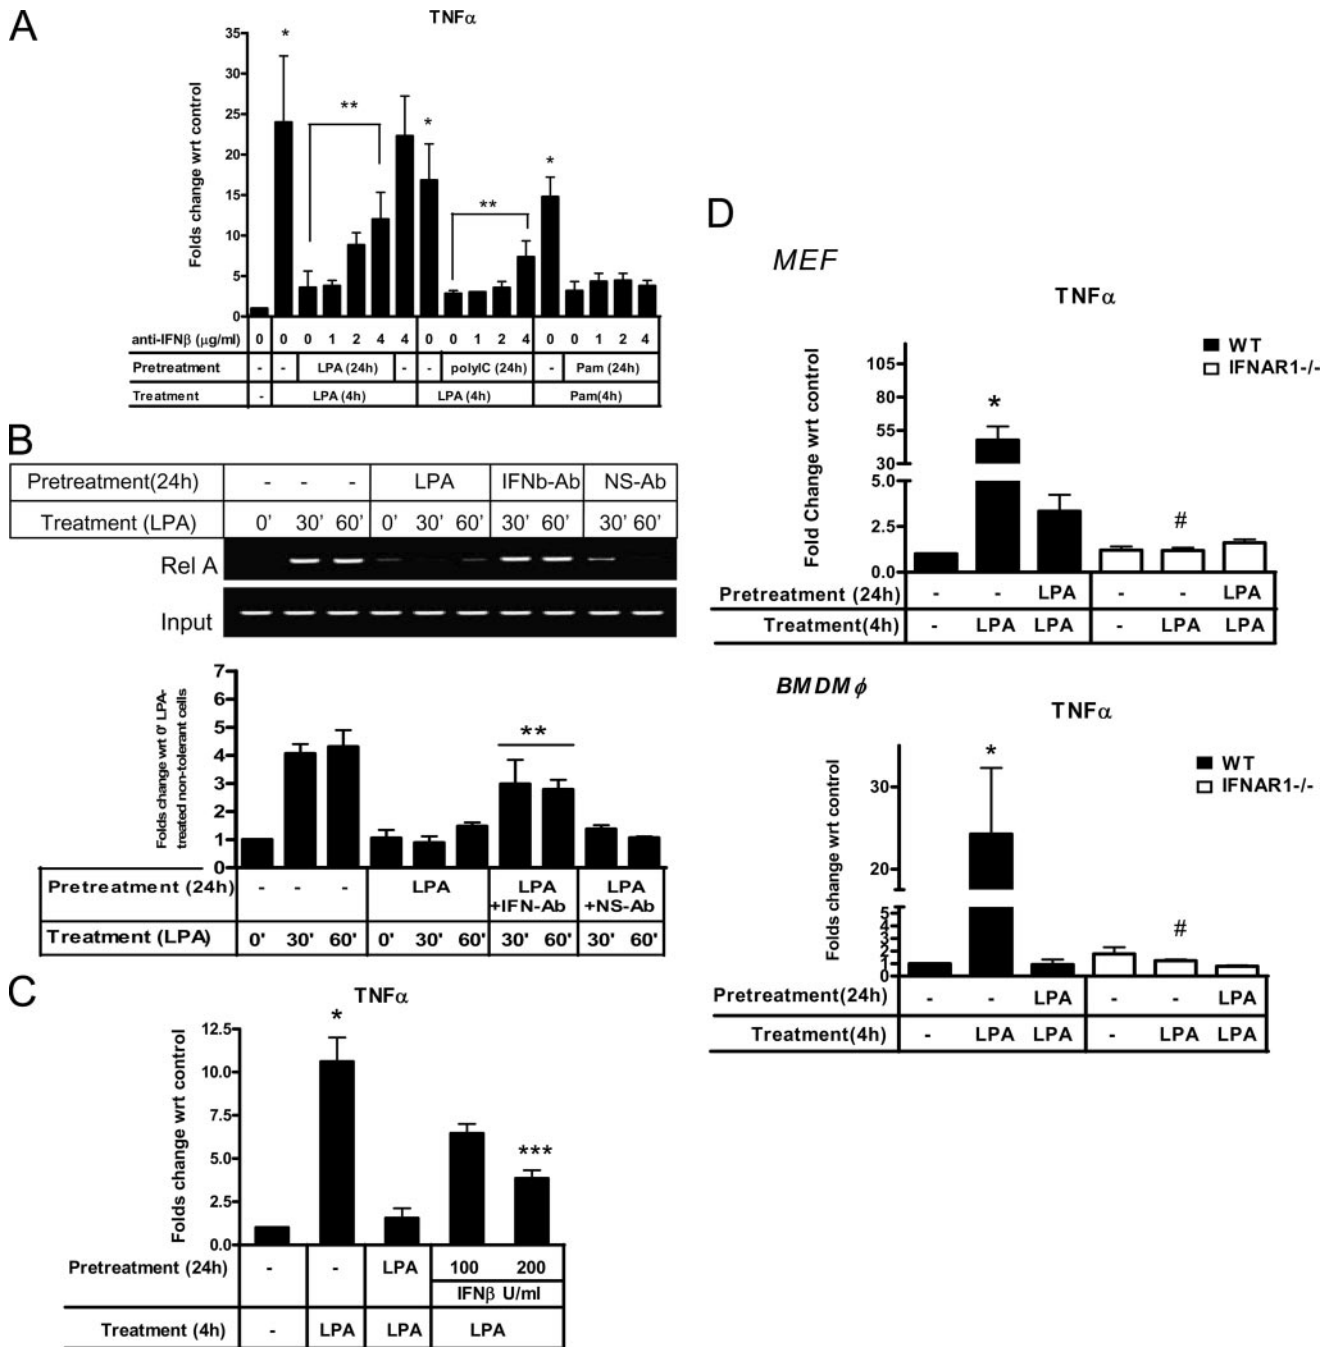 A
TNFα
Folds change wrt control
35
30
25
20
15
10
5
0
*
**
*
**
*
anti-IFNβ (μg/ml) 0 0 0 1 2 4 4 0 0 1 2 4 0 0 1 2 4
Pretreatment - - LPA (24h) - - polyIC (24h) - Pam (24h)
Treatment - LPA (4h) LPA (4h) Pam(4h)
B
Pretreatment(24h) - - - LPA IFNb-Ab NS-Ab
Treatment (LPA) 0' 30' 60' 0' 30' 60' 30' 60' 30' 60'
Rel A
Input
Folds change wrt 0' LPA-
treated non-tolerant cells
7
6
5
4
3
2
1
0
**
Pretreatment (24h) - - - LPA LPA LPA
+IFN-Ab +NS-Ab
Treatment (LPA) 0' 30' 60' 0' 30' 60' 30' 60' 30' 60'
C
TNFα
Folds change wrt control
12.5
10.0
7.5
5.0
2.5
0.0
*
***
Pretreatment (24h) - - LPA 100 200
IFNβ U/ml
Treatment (4h) - LPA LPA LPA
D
MEF
TNFα
WT
IFNAR1-/-
Fold Change wrt control
105
80
55
30
5.0
2.5
0.0
*
#
Pretreatment (24h) - - LPA - - LPA
Treatment(4h) - LPA LPA - LPA LPA
BMDMϕ
TNFα
WT
IFNAR1-/-
Folds change wrt control
30
20
5
4
3
2
1
0
*
#
Pretreatment(24h) - - LPA - - LPA
Treatment(4h) - LPA LPA - LPA LPA